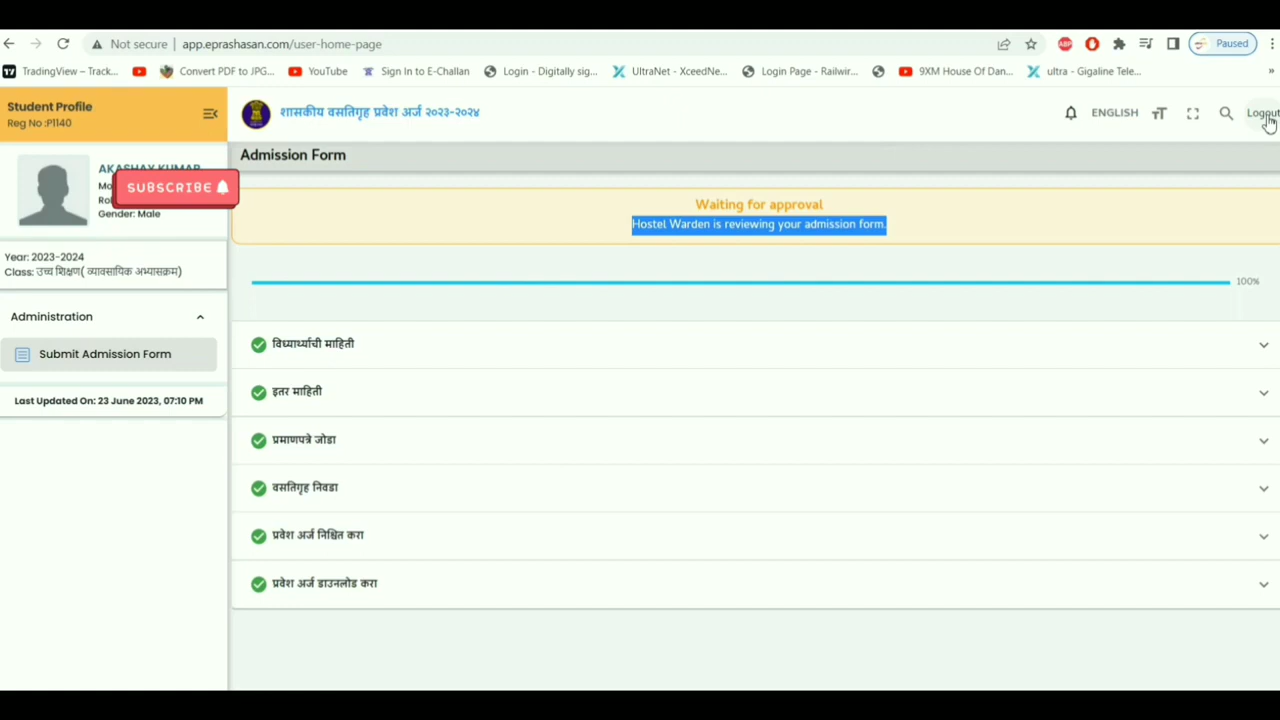 Not secure | app.eprashasan.com/user-home-page
ABP
Paused
TradingView – Track...
Convert PDF to JPG...
YouTube
Sign In to E-Challan
Login - Digitally sig...
UltraNet - XceedNe...
Login Page - Railwir...
9XM House Of Dan...
ultra - Gigaline Tele...
»
Student Profile
Reg No :P1140
शासकीय वसतिगृह प्रवेश अर्ज २०२३-२०२४
ENGLISH
Logout
Admission Form
AKASHAY KUMAR
SUBSCRIBE
Gender: Male
Waiting for approval
Hostel Warden is reviewing your admission form.
Year: 2023-2024
Class: उच्च शिक्षण( व्यावसायिक अभ्यासक्रम)
100%
Administration
Submit Admission Form
Last Updated On: 23 June 2023, 07:10 PM
विध्यार्थ्याची माहिती
इतर माहिती
प्रमाणपत्रे जोडा
वसतिगृह निवडा
प्रवेश अर्ज निश्चित करा
प्रवेश अर्ज डाउनलोड करा